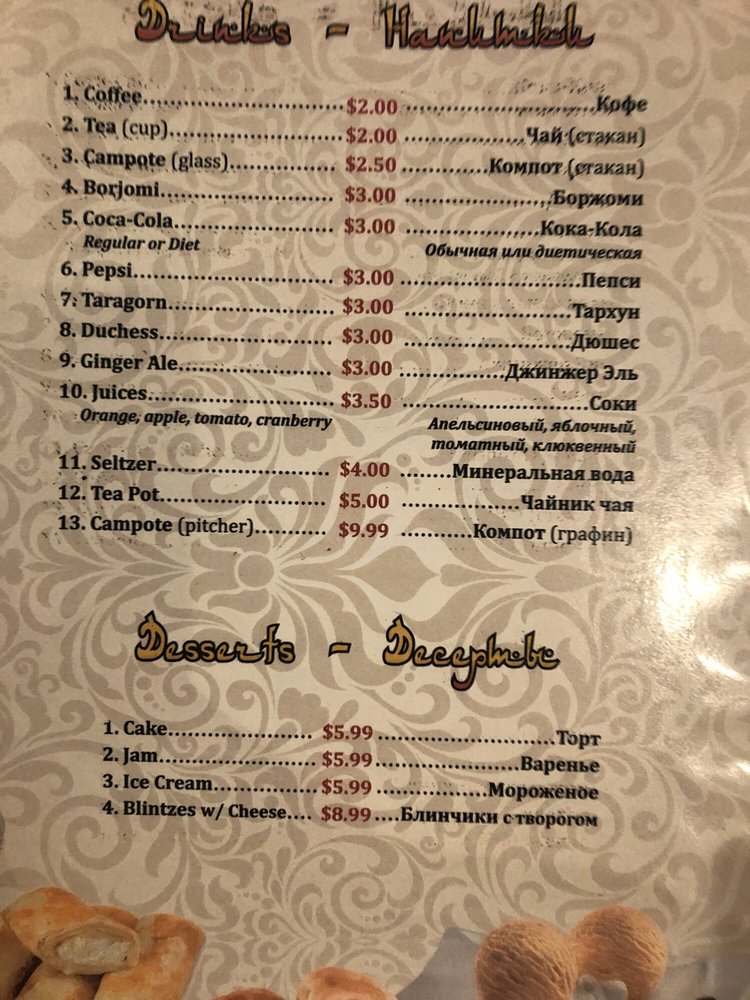 Drinks - Напитки
1. Coffee.....$2.00.....Кофе
2. Tea (cup).....$2.00.....Чай (стакан)
3. Campote (glass).....$2.50.....Компот (стакан)
4. Borjomi.....$3.00.....Боржоми
5. Coca-Cola.....$3.00.....Кока-Кола
Regular or Diet Обычная или диетическая
6. Pepsi.....$3.00.....Пепси
7. Taragorn.....$3.00.....Тархун
8. Duchess.....$3.00.....Дюшес
9. Ginger Ale.....$3.00.....Джинжер Эль
10. Juices.....$3.50.....Соки
Orange, apple, tomato, cranberry Апельсиновый, яблочный,
томатный, клюквенный
11. Seltzer.....$4.00.....Минеральная вода
12. Tea Pot.....$5.00.....Чайник чая
13. Campote (pitcher).....$9.99.....Компот (графин)
Desserts - Десерты
1. Cake.....$5.99.....Торт
2. Jam.....$5.99.....Варенье
3. Ice Cream.....$5.99.....Мороженое
4. Blintzes w/ Cheese....$8.99....Блинчики с творогом